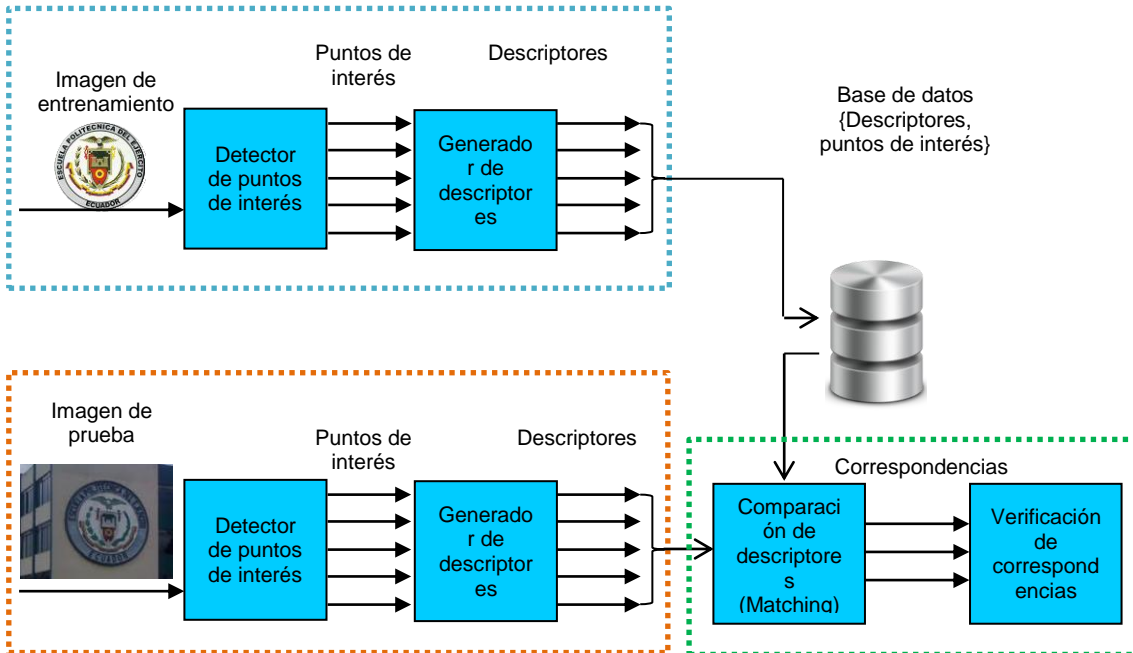 Puntos de
interés
Descriptores
Imagen de
entrenamiento
ESCUELA POLITECNICA DEL EJERCITO
ECUADOR
Detector
de puntos
de interés
Generado
r de
descriptor
es
Base de datos
{Descriptores,
puntos de interés}
Imagen de
prueba
Puntos de
interés
Descriptores
ECUADOR
Detector
de puntos
de interés
Generado
r de
descriptor
es
Correspondencias
Comparaci
ón de
descriptore
s
(Matching)
Verificación
de
correspond
encias